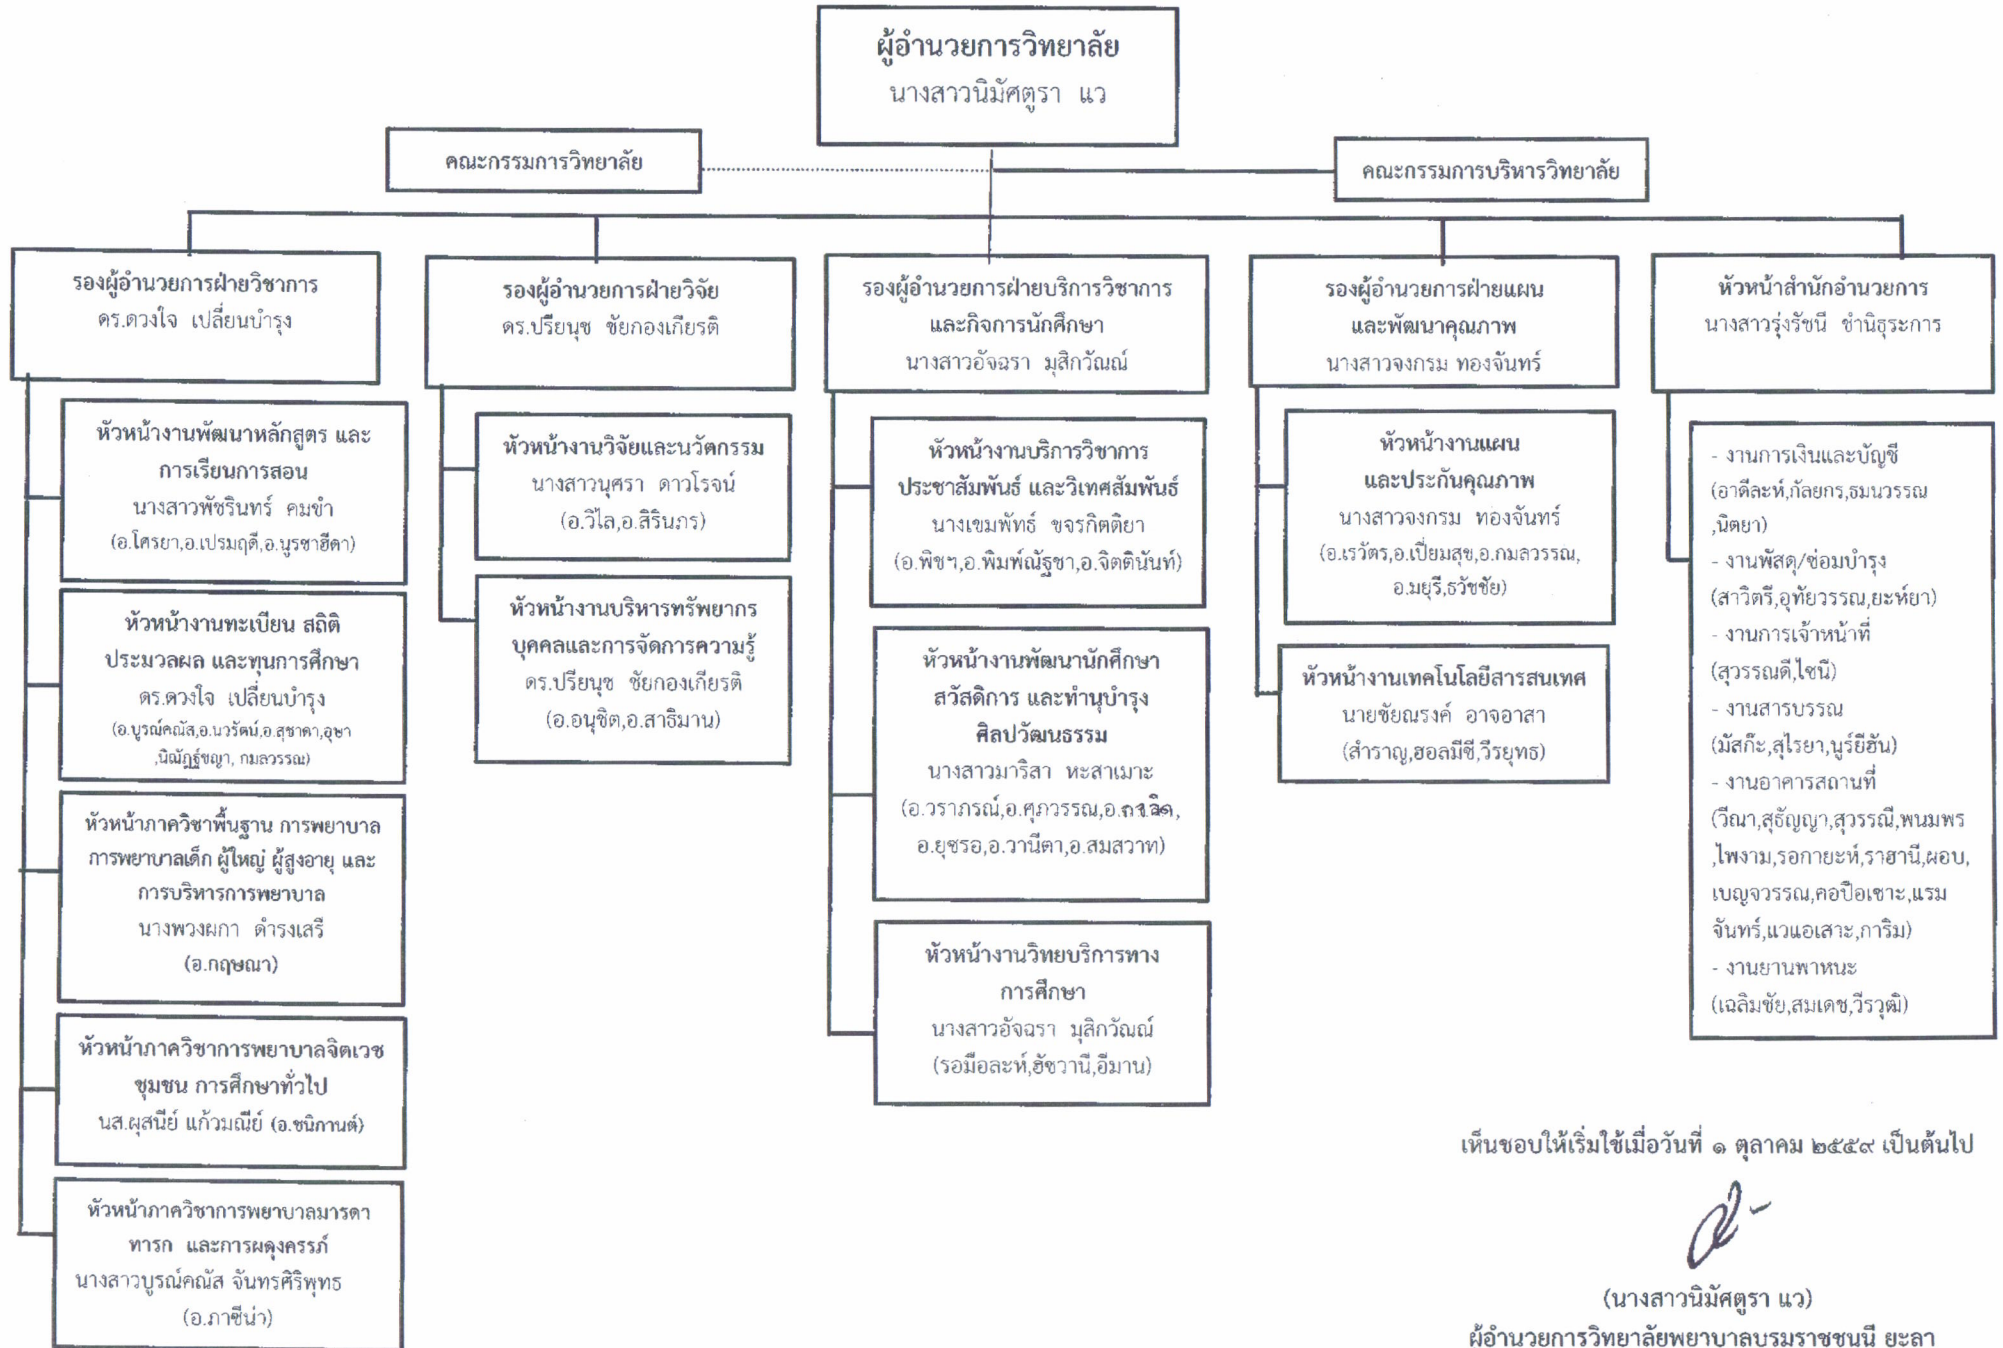 ผู้อำนวยการวิทยาลัย
นางสาวนิมัศตูรา แว
คณะกรรมการวิทยาลัย
คณะกรรมการบริหารวิทยาลัย
รองผู้อำนวยการฝ่ายวิชาการ
ดร.ดวงใจ เปลี่ยนบำรุง
หัวหน้างานพัฒนาหลักสูตร และ
การเรียนการสอน
นางสาวพัชรินทร์ คมขำ
(อ.โศรยา,อ.เปรมฤดี,อ.นูรซาฮีดา)
หัวหน้างานทะเบียน สถิติ
ประมวลผล และทุนการศึกษา
ดร.ดวงใจ เปลี่ยนบำรุง
(อ.บูรณ์คณัส,อ.นวรัตน์,อ.สุชาดา,อุษา
,นิณัฏฐ์ขญา, กมลวรรณ)
หัวหน้าภาควิชาพื้นฐาน การพยาบาล
การพยาบาลเด็ก ผู้ใหญ่ ผู้สูงอายุ และ
การบริหารการพยาบาล
นางพวงผกา ดำรงเสรี
(อ.กฤษณา)
หัวหน้าภาควิชาการพยาบาลจิตเวช
ชุมชน การศึกษาทั่วไป
นส.ผุสนีย์ แก้วมณีย์ (อ.ชนิกานต์)
หัวหน้าภาควิชาการพยาบาลมารดา
ทารก และการผดุงครรภ์
นางสาวบูรณ์คณัส จันทรศิริพุทธ
(อ.ภาซีน่า)
รองผู้อำนวยการฝ่ายวิจัย
ดร.ปรียนุช ชัยกองเกียรติ
หัวหน้างานวิจัยและนวัตกรรม
นางสาวนุศรา ดาวโรจน์
(อ.วิไล,อ.สิรินภร)
หัวหน้างานบริหารทรัพยากร
บุคคลและการจัดการความรู้
ดร.ปรียนุช ชัยกองเกียรติ
(อ.อนุชิต,อ.สาธิมาน)
รองผู้อำนวยการฝ่ายบริการวิชาการ
และกิจการนักศึกษา
นางสาวอัจฉรา มุสิกวัณณ์
หัวหน้างานบริการวิชาการ
ประชาสัมพันธ์ และวิเทศสัมพันธ์
นางเขมพัทธ์ ขจรกิตติยา
(อ.พิชฯ,อ.พิมพ์ณัฐชา,อ.จิตตินันท์)
หัวหน้างานพัฒนานักศึกษา
สวัสดิการ และทำนุบำรุง
ศิลปวัฒนธรรม
นางสาวมาริสา หะสาเมาะ
(อ.วราภรณ์,อ.ศุภวรรณ,
อ.ยุซรอ,อ.วานีตา,อ.สมสวาท)
หัวหน้างานวิทยบริการทาง
การศึกษา
นางสาวอัจฉรา มุสิกวัณณ์
(รอมือละห์,ฮัซวานี,อีมาน)
รองผู้อำนวยการฝ่ายแผน
และพัฒนาคุณภาพ
นางสาวจงกรม ทองจันทร์
หัวหน้างานแผน
และประกันคุณภาพ
นางสาวจงกรม ทองจันทร์
(อ.เรวัตร,อ.เปี่ยมสุข,อ.กมลวรรณ,
อ.มยุรี,ธวัชชัย)
หัวหน้างานเทคโนโลยีสารสนเทศ
นายชัยณรงค์ อาจอาสา
(สำราญ,ฮอลมีซี,วีรยุทธ)
หัวหน้าสำนักอำนวยการ
นางสาวรุ่งรัชนี ชำนิธุระการ
- งานการเงินและบัญชี
(อาดีละห์,กัลยกร,ธมนวรรณ
,นิตยา)
- งานพัสดุ/ซ่อมบำรุง
(สาวิตรี,อุทัยวรรณ,ยะห์ยา)
- งานการเจ้าหน้าที่
(สุวรรณดี,ไซนี)
- งานสารบรรณ
(มัสก๊ะ,สุไรยา,นูร์ยีฮัน)
- งานอาคารสถานที่
(วีณา,สุธัญญา,สุวรรณี,พนมพร
,ไพงาม,รอกายะห์,ราฮานี,ผอบ,
เบญจวรรณ,คอปือเซาะ,แรม
จันทร์,แวแอเสาะ,การิม)
- งานยานพาหนะ
(เฉลิมชัย,สมเดช,วีรวุฒิ)
เห็นชอบให้เริ่มใช้เมื่อวันที่ ๑ ตุลาคม ๒๕๕๙ เป็นต้นไป
(นางสาวนิมัศตูรา แว)
ผู้อำนวยการวิทยาลัยพยาบาลบรมราชชนนี ยะลา